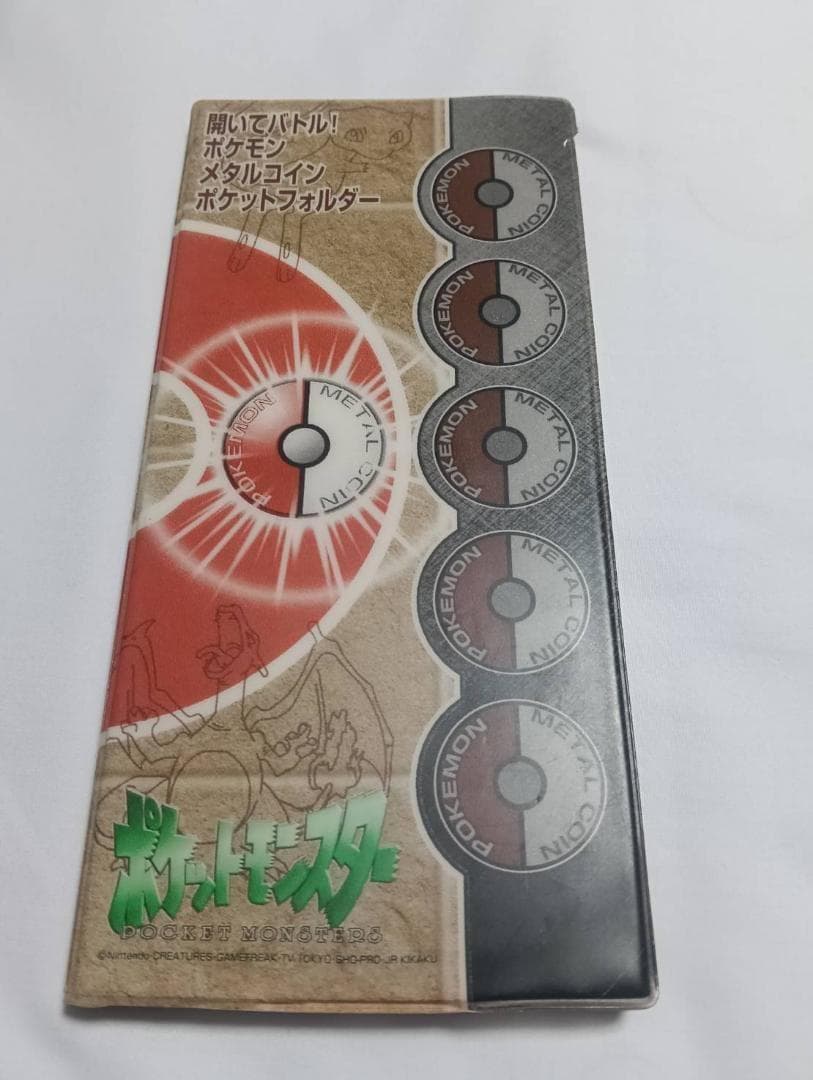 開いてバトル!
ポケモン
メタルコイン
ポケットフォルダー
POKEMON METAL COIN
POKEMON METAL COIN
POKEMON METAL COIN
POKEMON METAL COIN
POKEMON METAL COIN
POKEMON METAL COIN
ポケットモンスター
POCKET MONSTERS
©Nintendo・CREATURES・GAMEFREAK・TV TOKYO・SHO-PRO・JR KIKAKU